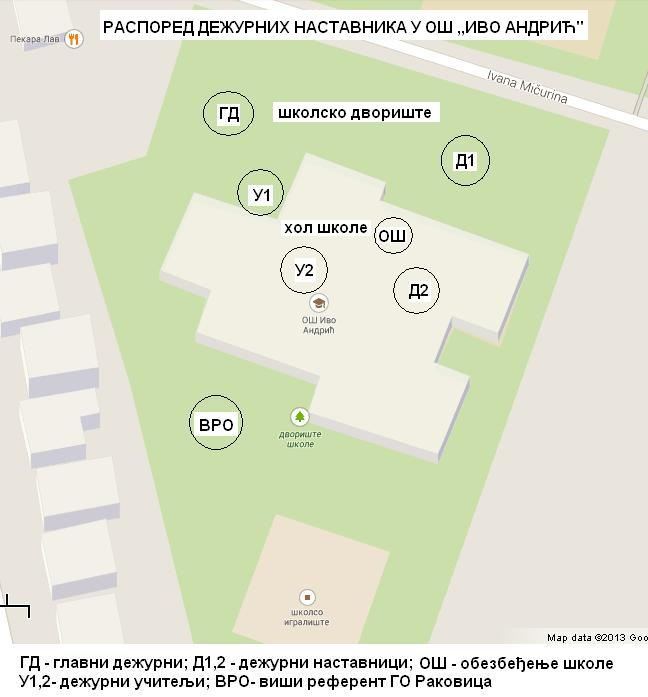 РАСПОРЕД ДЕЖУРНИХ НАСТАВНИКА У ОШ ,,ИВО АНДРИЋ"
Пекара Лав
Ivana Mičurina
ГД
школско двориште
Д1
У1
хол школе
ОШ
У2
Д2
ОШ Иво
Андрић
ВРО
двориште
школе
школсо
игралиште
Map data ©2013 Goo
ГД - главни дежурни; Д1,2 - дежурни наставници; ОШ - обезбеђење школе
У1,2- дежурни учитељи; ВРО- виши референт ГО Раковица